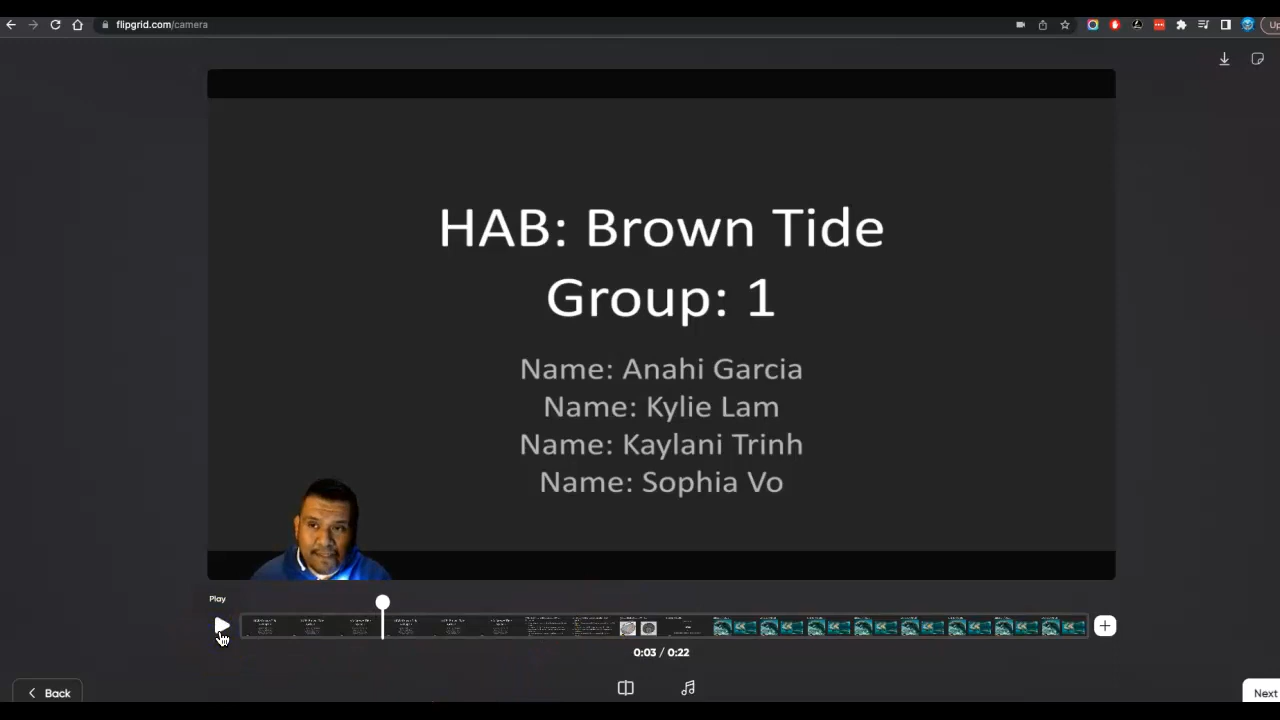 flipgrid.com/camera
Up
HAB: Brown Tide
Group: 1
Name: Anahi Garcia
Name: Kylie Lam
Name: Kaylani Trinh
Name: Sophia Vo
Play
0:03 / 0:22
Back
Next